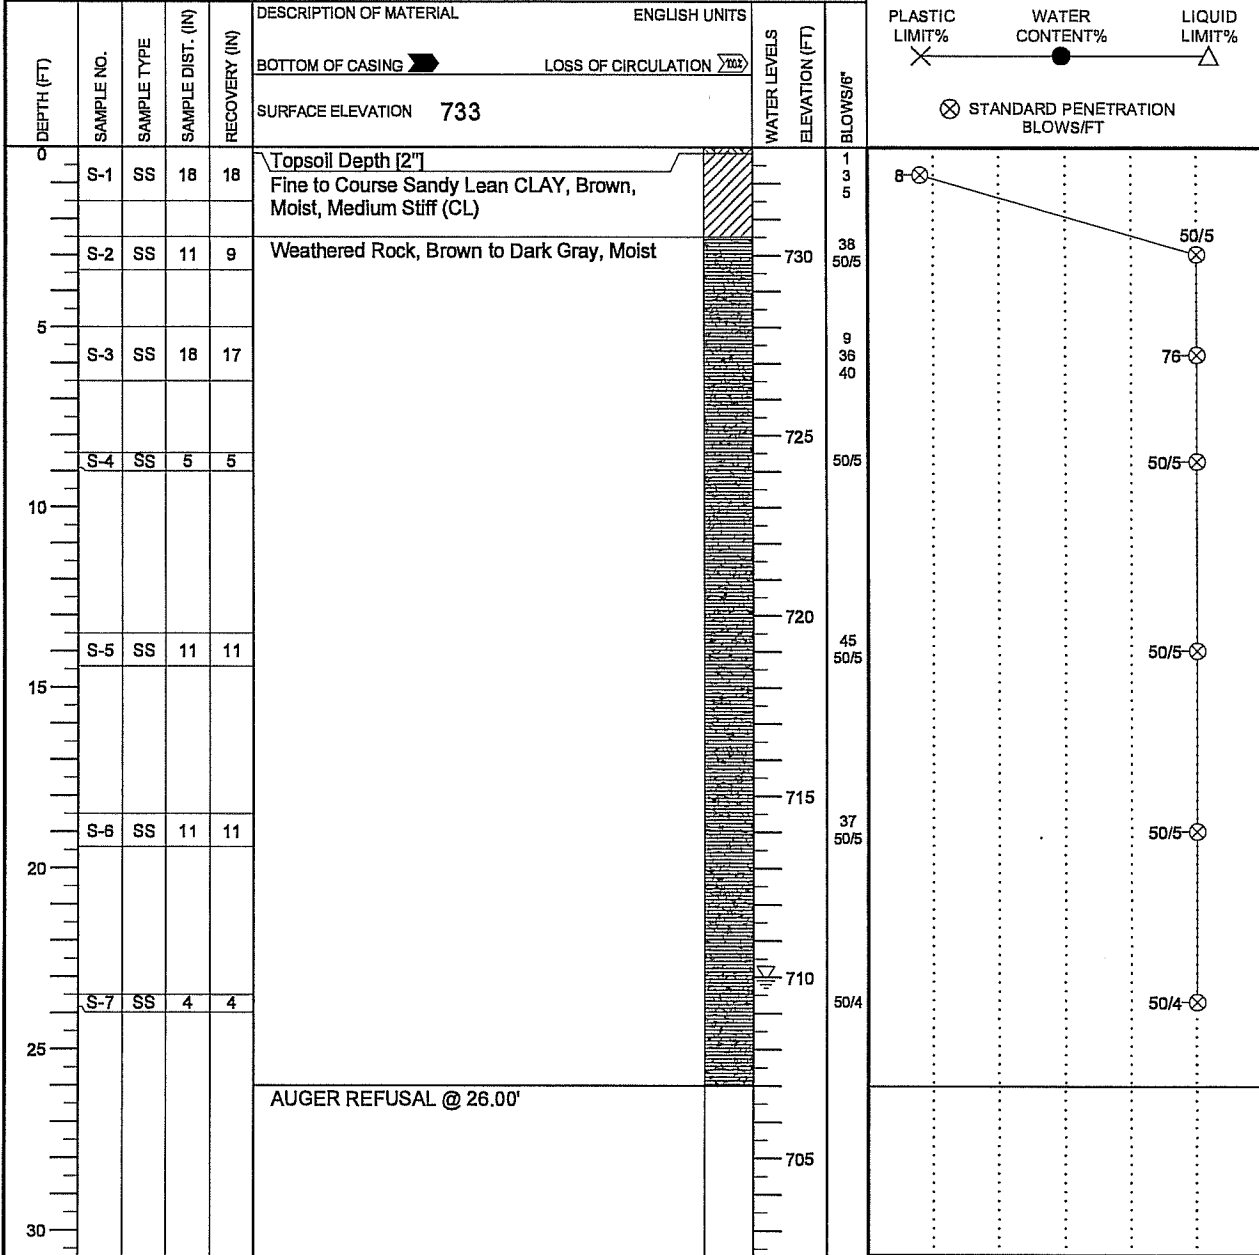 DEPTH (FT)
SAMPLE NO.
SAMPLE TYPE
SAMPLE DIST. (IN)
RECOVERY (IN)
DESCRIPTION OF MATERIAL ENGLISH UNITS
BOTTOM OF CASING LOSS OF CIRCULATION 100%
SURFACE ELEVATION 733
WATER LEVELS
ELEVATION (FT)
BLOWS/6"
PLASTIC LIMIT%
WATER CONTENT%
LIQUID LIMIT%
STANDARD PENETRATION
BLOWS/FT
0
Topsoil Depth [2"]
S-1 SS 18 18
Fine to Course Sandy Lean CLAY, Brown,
Moist, Medium Stiff (CL)
1
3
5
8
S-2 SS 11 9
Weathered Rock, Brown to Dark Gray, Moist
730
38
50/5
50/5
5
S-3 SS 18 17
9
36
40
76
725
S-4 SS 5 5
50/5
50/5
10
720
S-5 SS 11 11
45
50/5
50/5
15
715
S-6 SS 11 11
37
50/5
50/5
20
710
S-7 SS 4 4
50/4
50/4
25
AUGER REFUSAL @ 26.00'
705
30